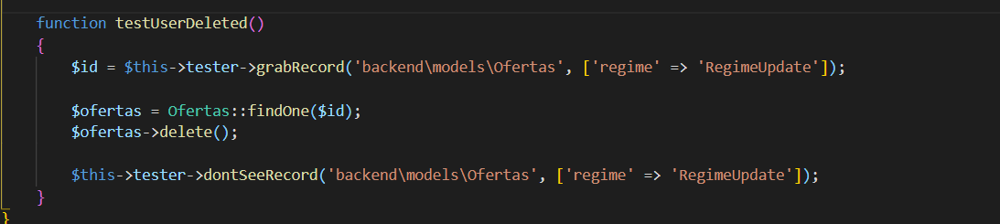 function testUserDeleted()
{
$id = $this->tester->grabRecord('backend\models\Ofertas', ['regime' => 'RegimeUpdate']);
$ofertas = Ofertas::findOne($id);
$ofertas->delete();
$this->tester->dontSeeRecord('backend\models\Ofertas', ['regime' => 'RegimeUpdate']);
}
}